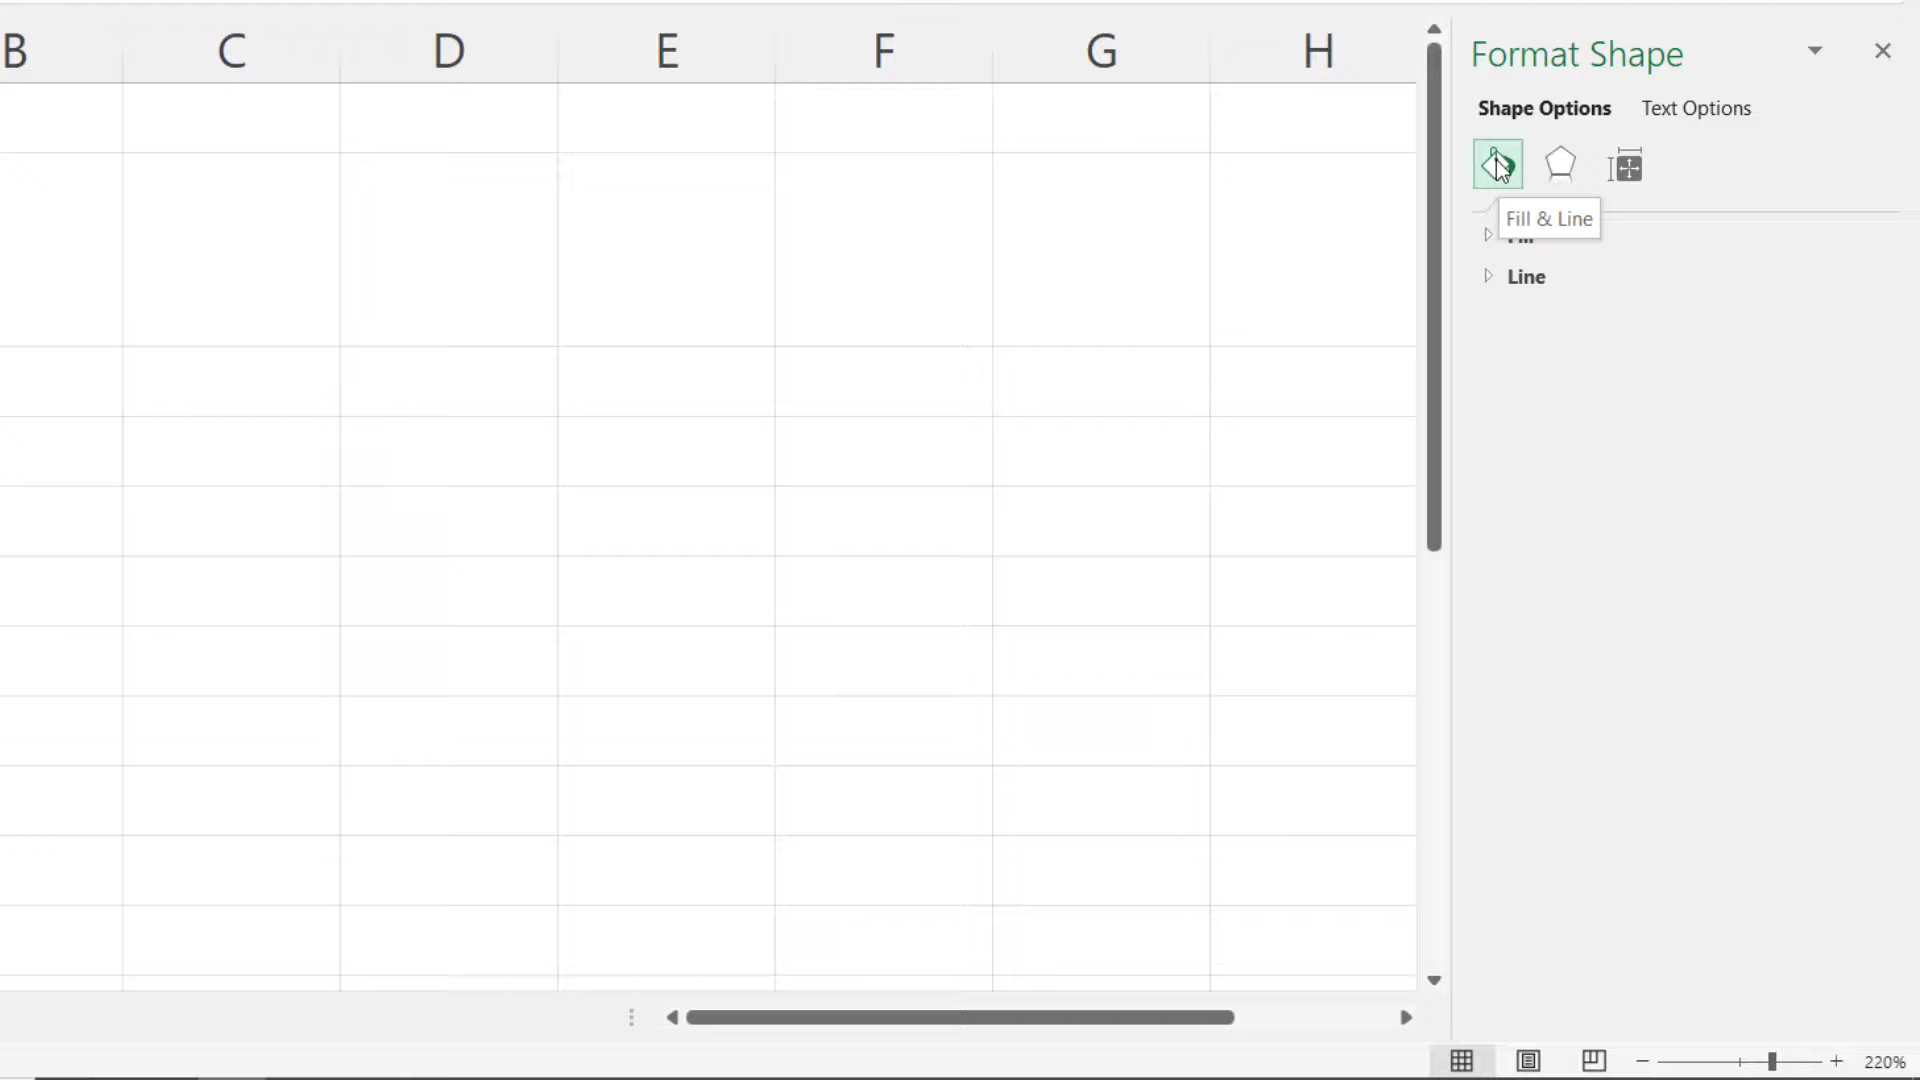 B C D E F G H
Format Shape
Shape Options Text Options
Fill & Line
Line
220%